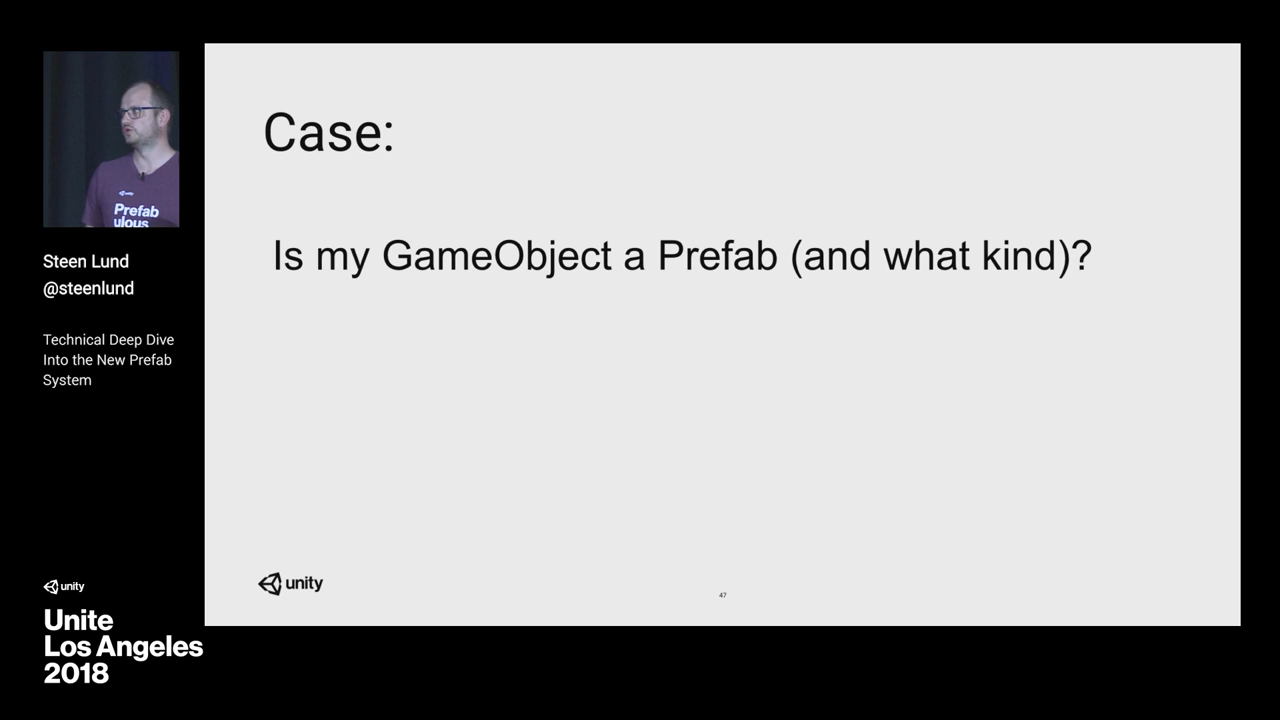 unity
Prefab
ulous
Steen Lund
@steenlund
Technical Deep Dive
Into the New Prefab
System
unity
Unite
Los Angeles
2018
Case:
Is my GameObject a Prefab (and what kind)?
unity
47